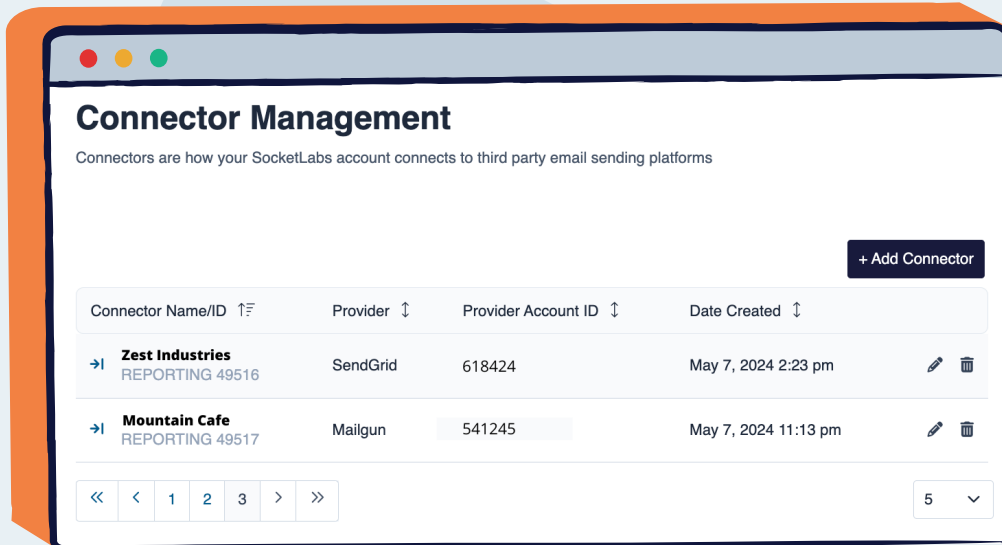 Connector Management
Connectors are how your SocketLabs account connects to third party email sending platforms
+ Add Connector
Connector Name/ID Provider Provider Account ID Date Created
Zest Industries
REPORTING 49516 SendGrid 618424 May 7, 2024 2:23 pm
Mountain Cafe
REPORTING 49517 Mailgun 541245 May 7, 2024 11:13 pm
« ‹ 1 2 3 › » 5